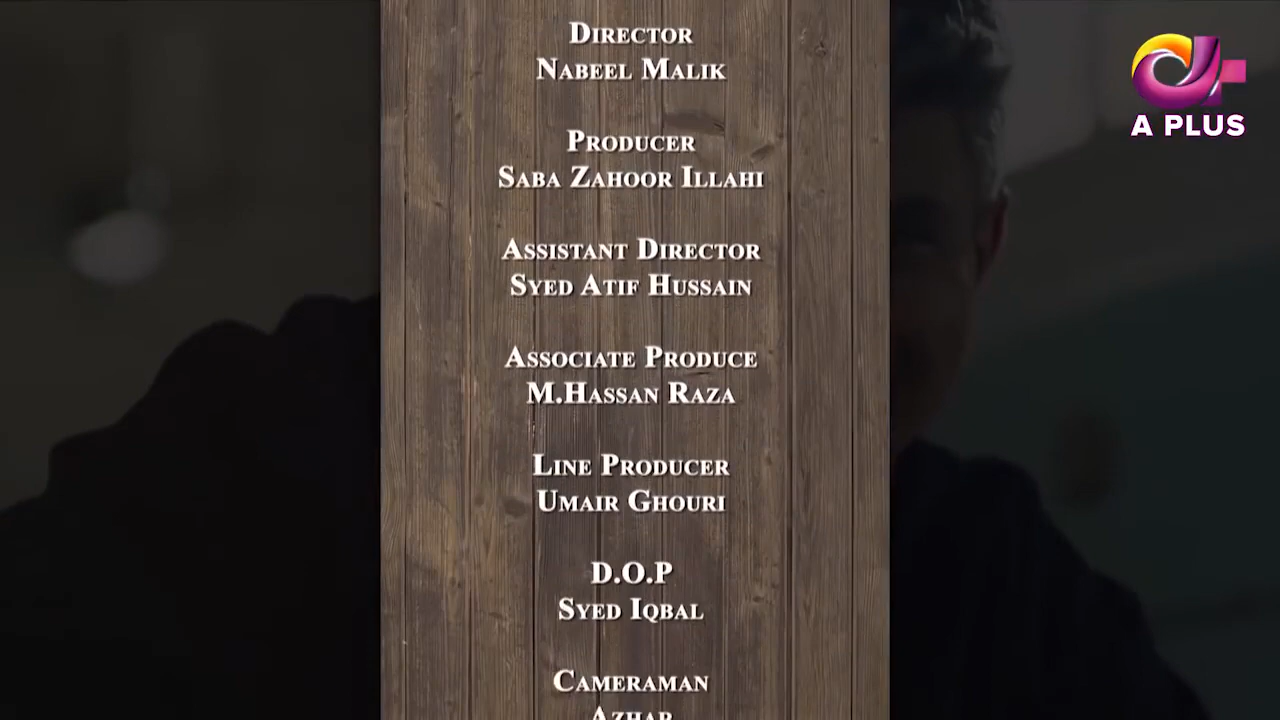 DIRECTOR
NABEEL MALIK
PRODUCER
SABA ZAHOOR ILLAHI
ASSISTANT DIRECTOR
SYED ATIF HUSSAIN
ASSOCIATE PRODUCE
M.HASSAN RAZA
LINE PRODUCER
UMAIR GHOURI
D.O.P
SYED IQBAL
CAMERAMAN
AZHAR
A PLUS